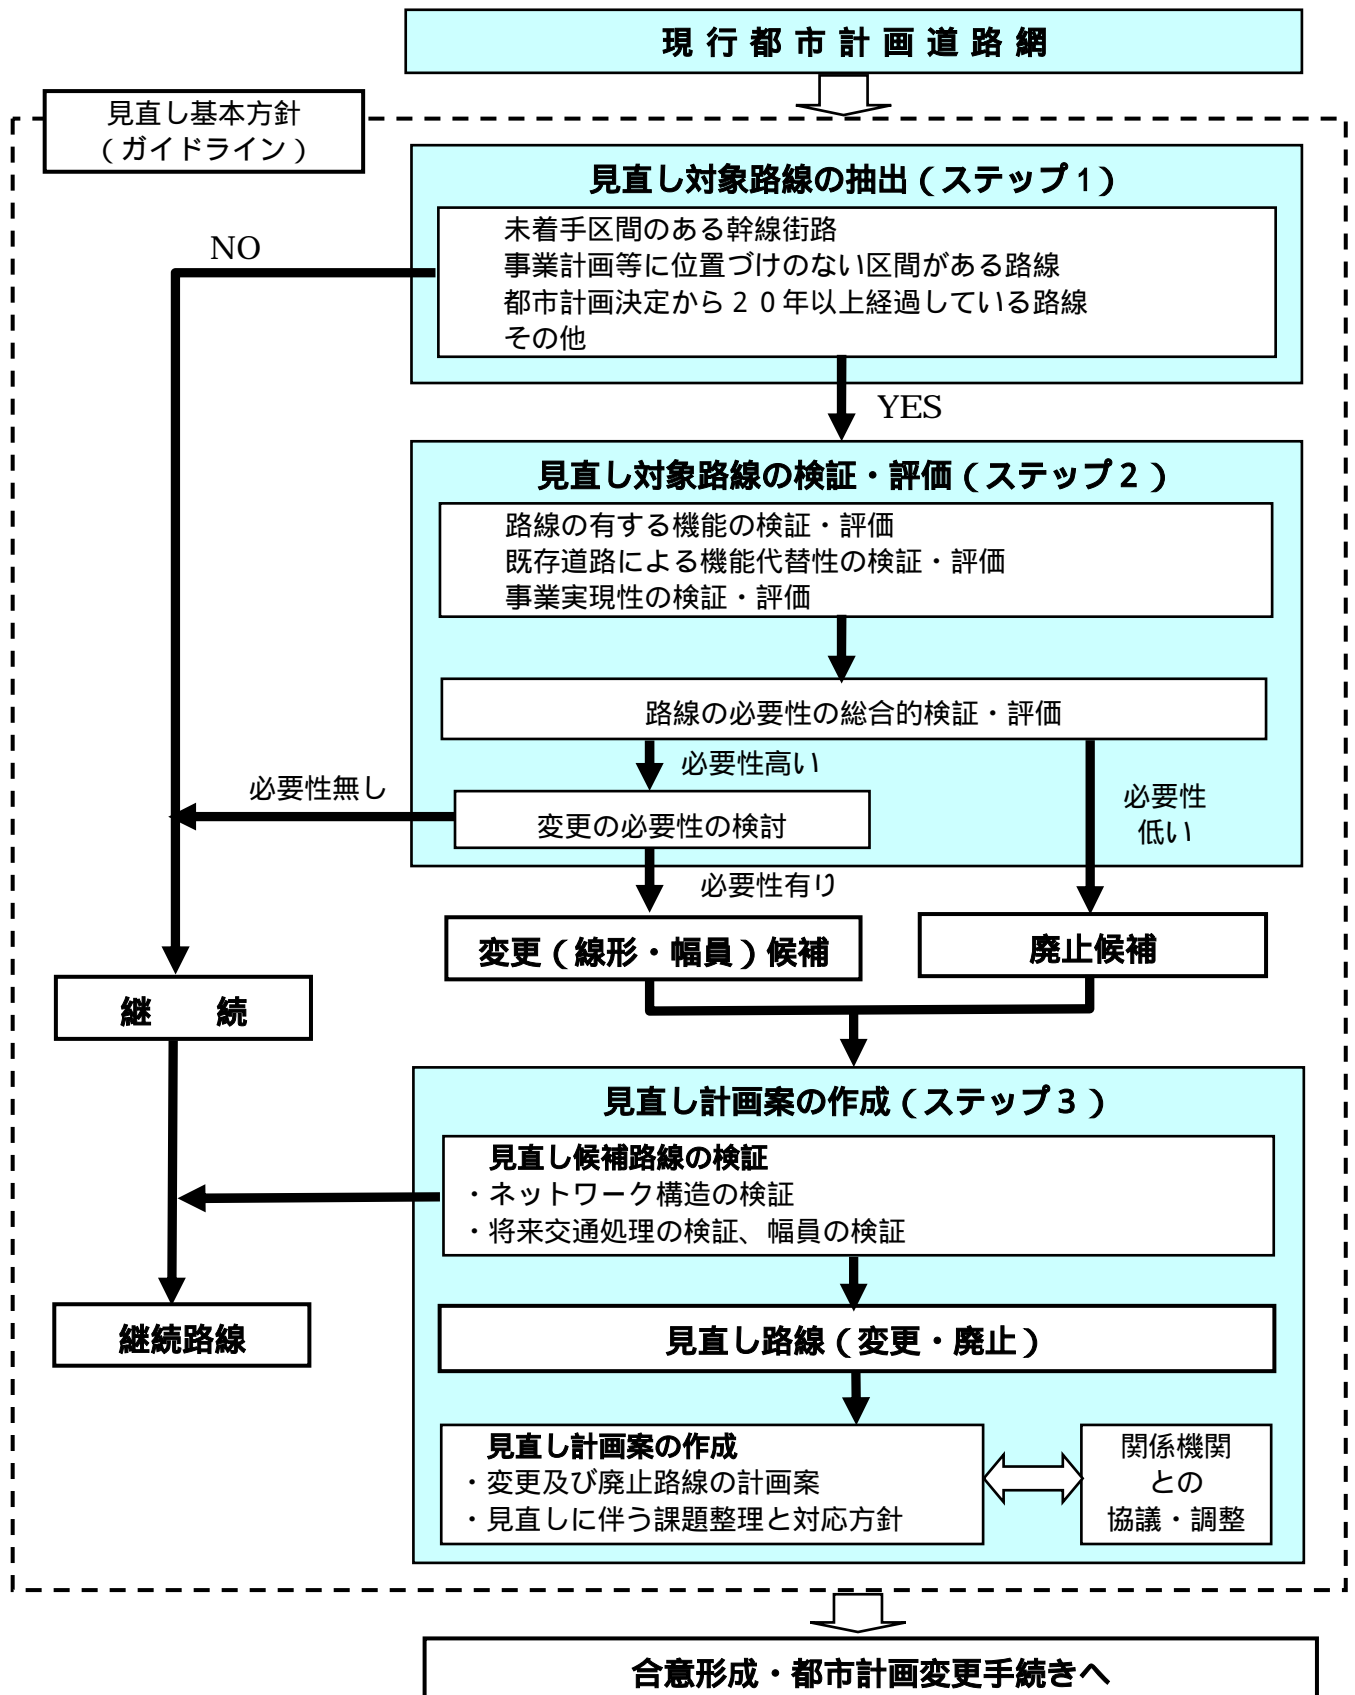 現行都市計画道路網
見直し基本方針
(ガイドライン)
見直し対象路線の抽出(ステップ1)
未着手区間のある幹線街路
事業計画等に位置づけのない区間がある路線
都市計画決定から20年以上経過している路線
その他
NO
YES
見直し対象路線の検証・評価(ステップ2)
路線の有する機能の検証・評価
既存道路による機能代替性の検証・評価
事業実現性の検証・評価
路線の必要性の総合的検証・評価
必要性高い
必要性無し
変更の必要性の検討
必要性
低い
必要性有り
変更(線形・幅員)候補
廃止候補
継 続
見直し計画案の作成(ステップ3)
見直し候補路線の検証
・ネットワーク構造の検証
・将来交通処理の検証、幅員の検証
継続路線
見直し路線(変更・廃止)
見直し計画案の作成
・変更及び廃止路線の計画案
・見直しに伴う課題整理と対応方針
関係機関
との
協議・調整
合意形成・都市計画変更手続きへ